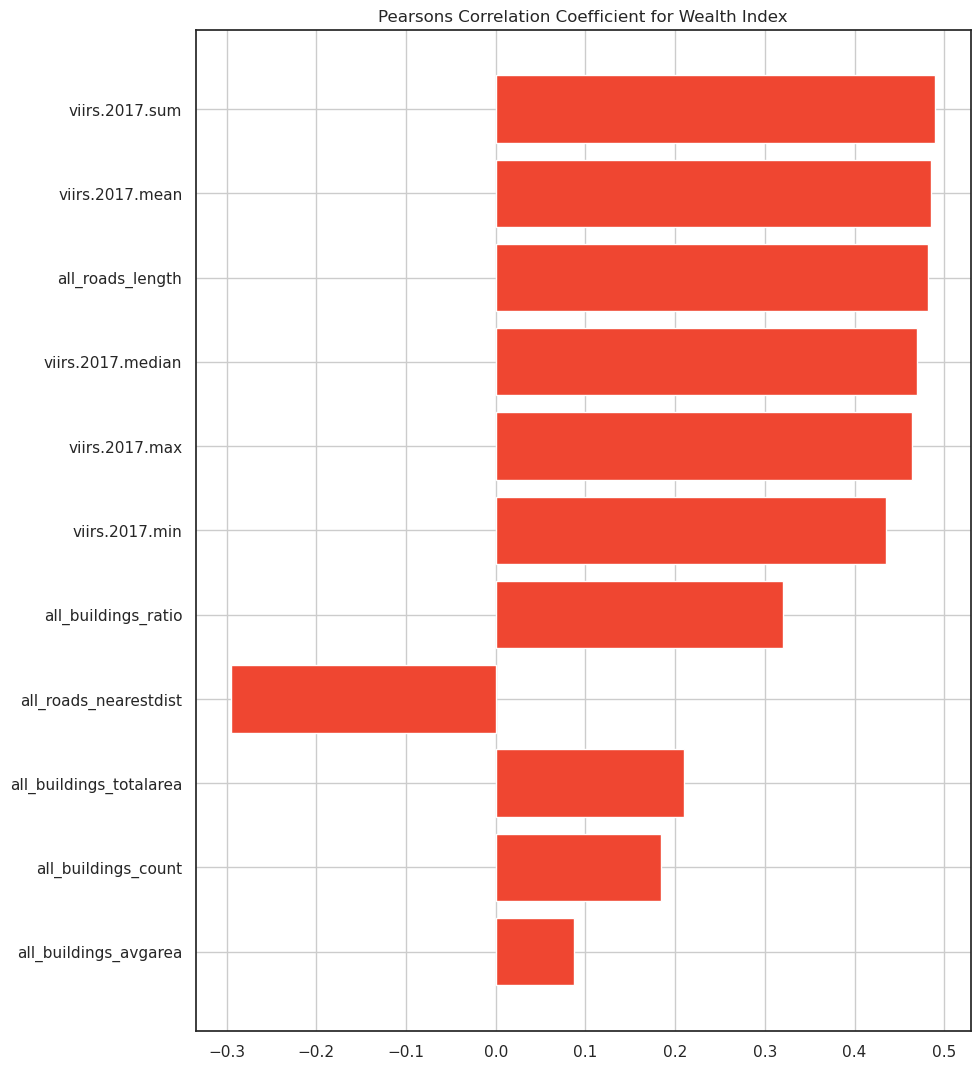 Pearsons Correlation Coefficient for Wealth Index
viirs.2017.sum
viirs.2017.mean
all_roads_length
viirs.2017.median
viirs.2017.max
viirs.2017.min
all_buildings_ratio
all_roads_nearestdist
all_buildings_totalarea
all_buildings_count
all_buildings_avgarea
−0.3 −0.2 −0.1 0.0 0.1 0.2 0.3 0.4 0.5